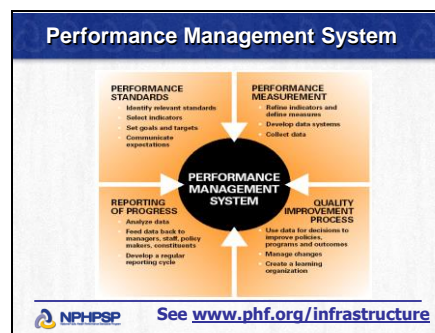 Performance Management System
PERFORMANCE
STANDARDS
• Identify relevant standards
• Select indicators
• Set goals and targets
• Communicate
expectations
PERFORMANCE
MEASUREMENT
• Refine indicators and
define measures
• Develop data systems
• Collect data
PERFORMANCE
MANAGEMENT
SYSTEM
REPORTING
OF PROGRESS
• Analyze data
• Feed data back to
managers, staff, policy
makers, constituents
• Develop a regular
reporting cycle
QUALITY
IMPROVEMENT
PROCESS
• Use data for decisions to
improve policies,
programs and outcomes
• Manage changes
• Create a learning
organization
NPHPSP
See www.phf.org/infrastructure